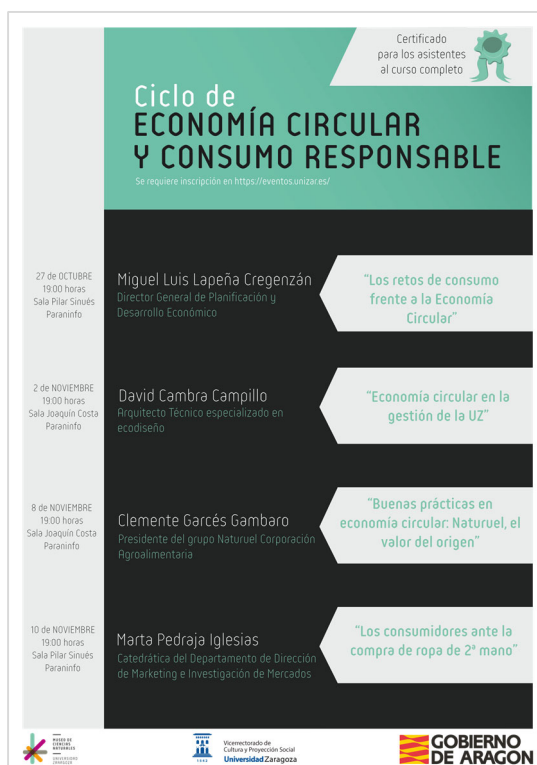 Certificado
para los asistentes
al curso completo
Ciclo de
ECONOMÍA CIRCULAR
Y CONSUMO RESPONSABLE
Se requiere inscripción en https://eventos.unizar.es/
27 de OCTUBRE
19:00 horas
Sala Pilar Sinués
Paraninfo
Miguel Luis Lapeña Cregenzán
Director General de Planificación y
Desarrollo Económico
"Los retos de consumo
frente a la Economía
Circular"
2 de NOVIEMBRE
19:00 horas
Sala Joaquín Costa
Paraninfo
David Cambra Campillo
Arquitecto Técnico especializado en
ecodiseño
"Economía circular en la
gestión de la UZ"
8 de NOVIEMBRE
19:00 horas
Sala Joaquín Costa
Paraninfo
Clemente Garcés Gambaro
Presidente del grupo Naturuel Corporación
Agroalimentaria
"Buenas prácticas en
economía circular: Naturuel, el
valor del origen"
10 de NOVIEMBRE
19:00 horas
Sala Pilar Sinués
Paraninfo
Marta Pedraja Iglesias
Catedrática del Departamento de Dirección
de Marketing e Investigación de Mercados
"Los consumidores ante la
compra de ropa de 2ª mano"
MUSEO DE
CIENCIAS
NATURALES
UNIVERSIDAD
ZARAGOZA
1542
Vicerrectorado de
Cultura y Proyección Social
Universidad Zaragoza
GOBIERNO
DE ARAGON